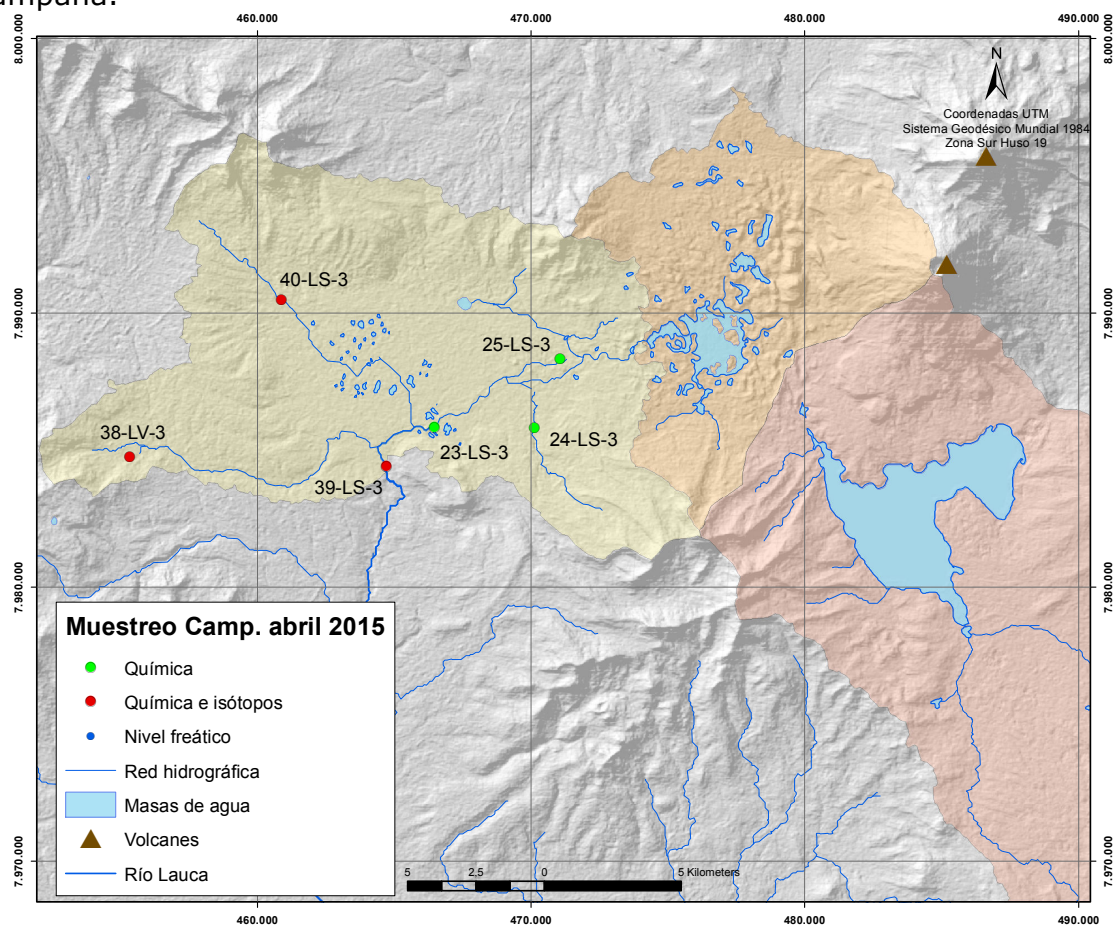 ampaña.
460.000 470.000 480.000 490.000
8.000.000 8.000.000
N
Coordenadas UTM
Sistema Geodésico Mundial 1984
Zona Sur Huso 19
40-LS-3
7.990.000 7.990.000
25-LS-3
38-LV-3
23-LS-3
24-LS-3
39-LS-3
7.980.000 7.980.000
Muestreo Camp. abril 2015
Química
Química e isótopos
Nivel freático
Red hidrográfica
Masas de agua
Volcanes
Río Lauca
7.970.000 7.970.000
5 2.5 0 5 Kilometers
460.000 470.000 480.000 490.000